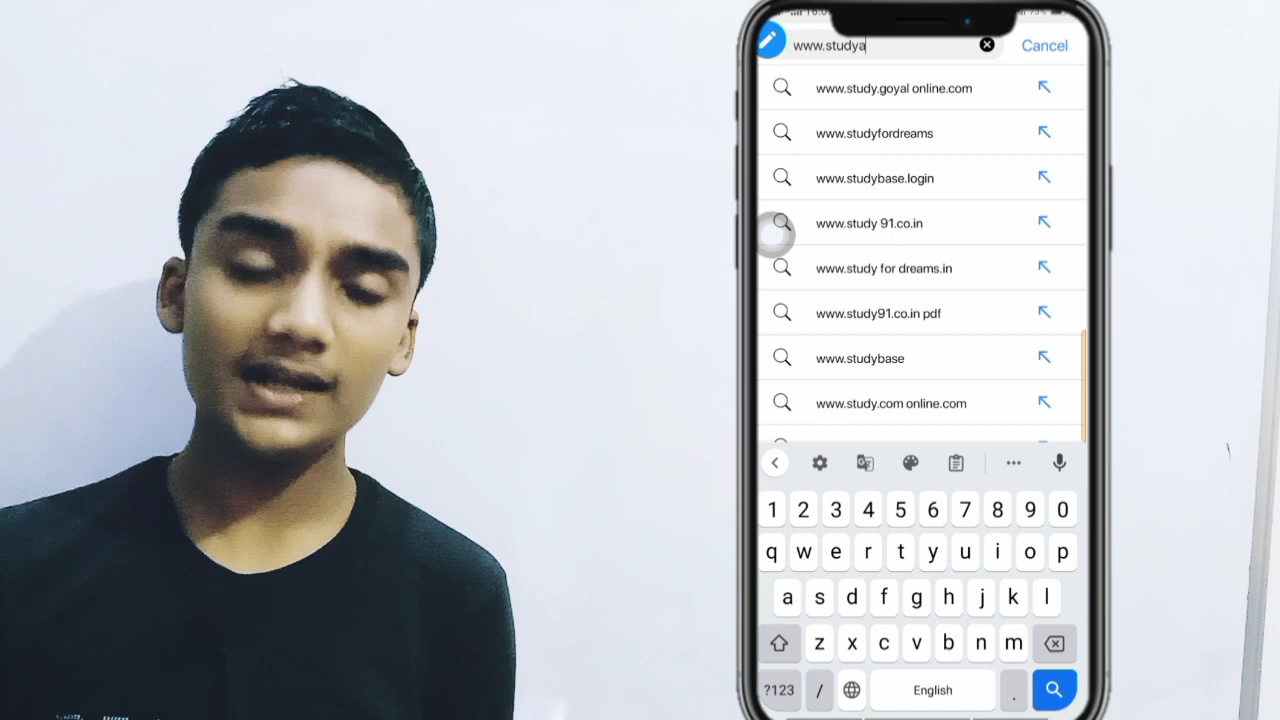 www.studya
Cancel
www.study.goyal online.com
www.studyfordreams
www.studybase.login
www.study 91.co.in
www.study for dreams.in
www.study91.co.in pdf
www.studybase
www.study.com online.com
1 2 3 4 5 6 7 8 9 0
q w e r t y u i o p
a s d f g h j k l
z x c v b n m
?123 / English .